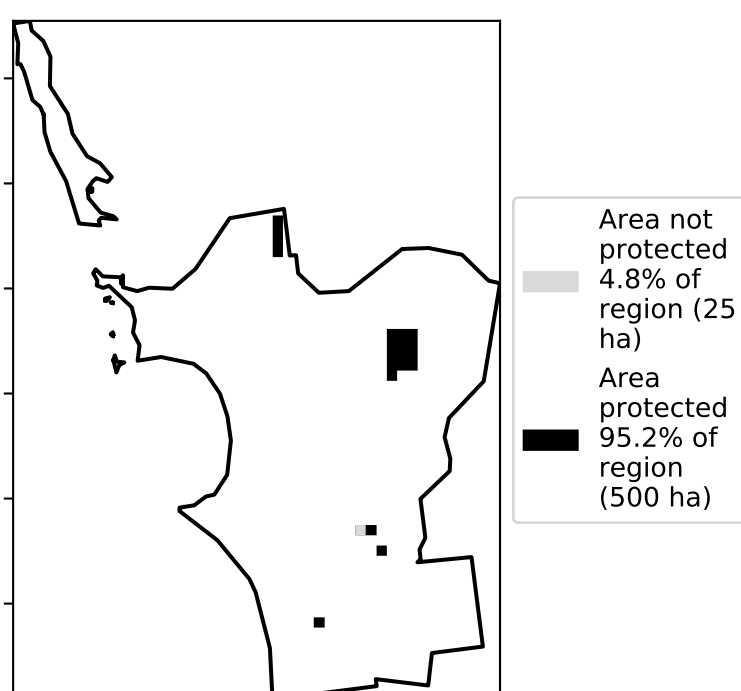 Area not
protected
4.8% of
region (25
ha)
Area
protected
95.2% of
region
(500 ha)